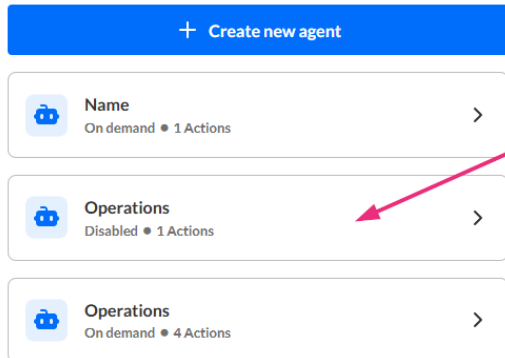 Create new agent
Name
On demand ● 1 Actions
Operations
Disabled ● 1 Actions
Operations
On demand ● 4 Actions